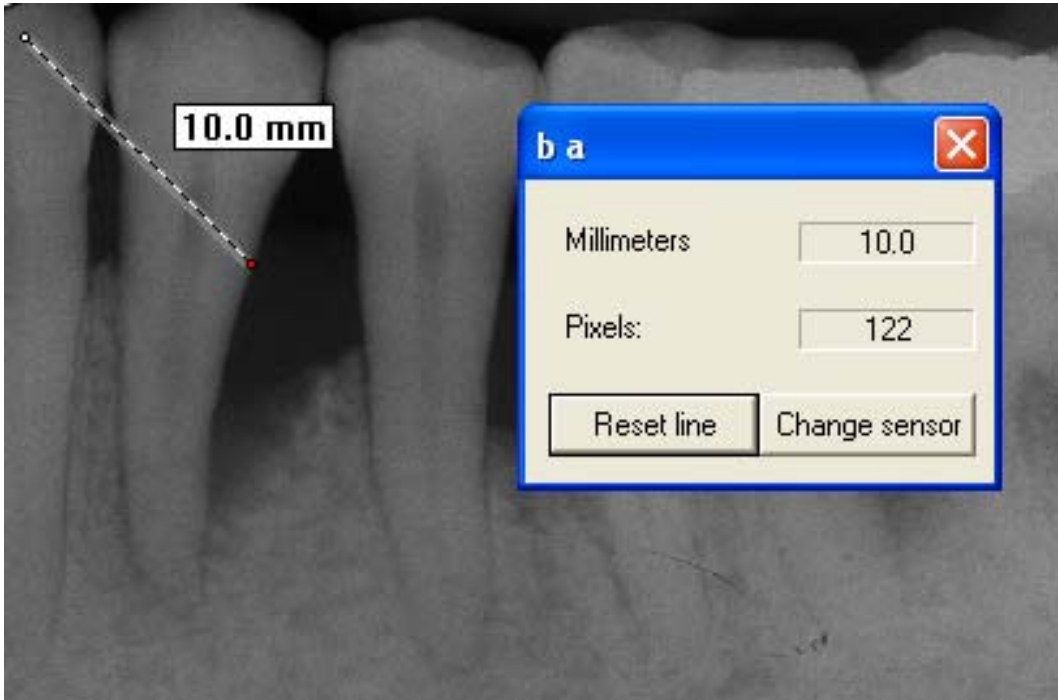 10.0 mm
b a
Millimeters 10.0
Pixels: 122
Reset line Change sensor